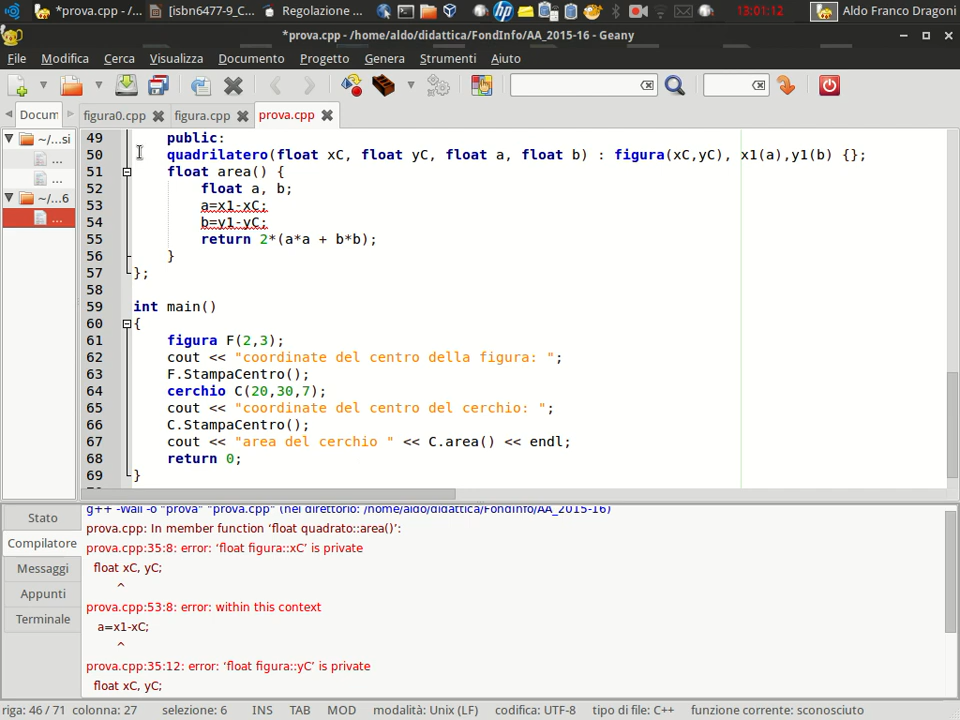 *prova.cpp - /...
[isbn6477-9_C...
Regolazione ...
13:01:12
Aldo Franco Dragoni
*prova.cpp - /home/aldo/didattica/FondInfo/AA_2015-16 - Geany
File Modifica Cerca Visualizza Documento Progetto Genera Strumenti Aiuto
Docum figura0.cpp figura.cpp prova.cpp
~/...si
...
...
~/...6
...
49 public:
50 quadrilatero(float xC, float yC, float a, float b) : figura(xC,yC), x1(a),y1(b) {};
51 float area() {
52 float a, b;
53 a=x1-xC;
54 b=y1-yC;
55 return 2*(a*a + b*b);
56 }
57 };
58
59 int main()
60 {
61 figura F(2,3);
62 cout << "coordinate del centro della figura: ";
63 F.StampaCentro();
64 cerchio C(20,30,7);
65 cout << "coordinate del centro del cerchio: ";
66 C.StampaCentro();
67 cout << "area del cerchio " << C.area() << endl;
68 return 0;
69 }
Stato
Compilatore
Messaggi
Appunti
Terminale
g++ -Wall -o "prova" "prova.cpp" (nel direttorio: /home/aldo/didattica/FondInfo/AA_2015-16)
prova.cpp: In member function ‘float quadrato::area()’:
prova.cpp:35:8: error: ‘float figura::xC’ is private
float xC, yC;
^
prova.cpp:53:8: error: within this context
a=x1-xC;
^
prova.cpp:35:12: error: ‘float figura::yC’ is private
float xC, yC;
riga: 46 / 71 colonna: 27 selezione: 6 INS TAB MOD modalità: Unix (LF) codifica: UTF-8 tipo di file: C++ funzione corrente: sconosciuto